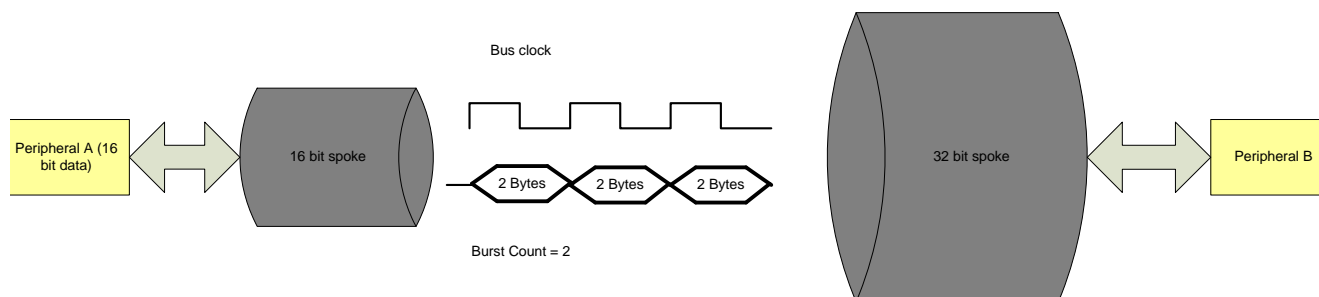 Bus clock
Peripheral A (16
bit data)
16 bit spoke
2 Bytes
2 Bytes
2 Bytes
32 bit spoke
Peripheral B
Burst Count = 2